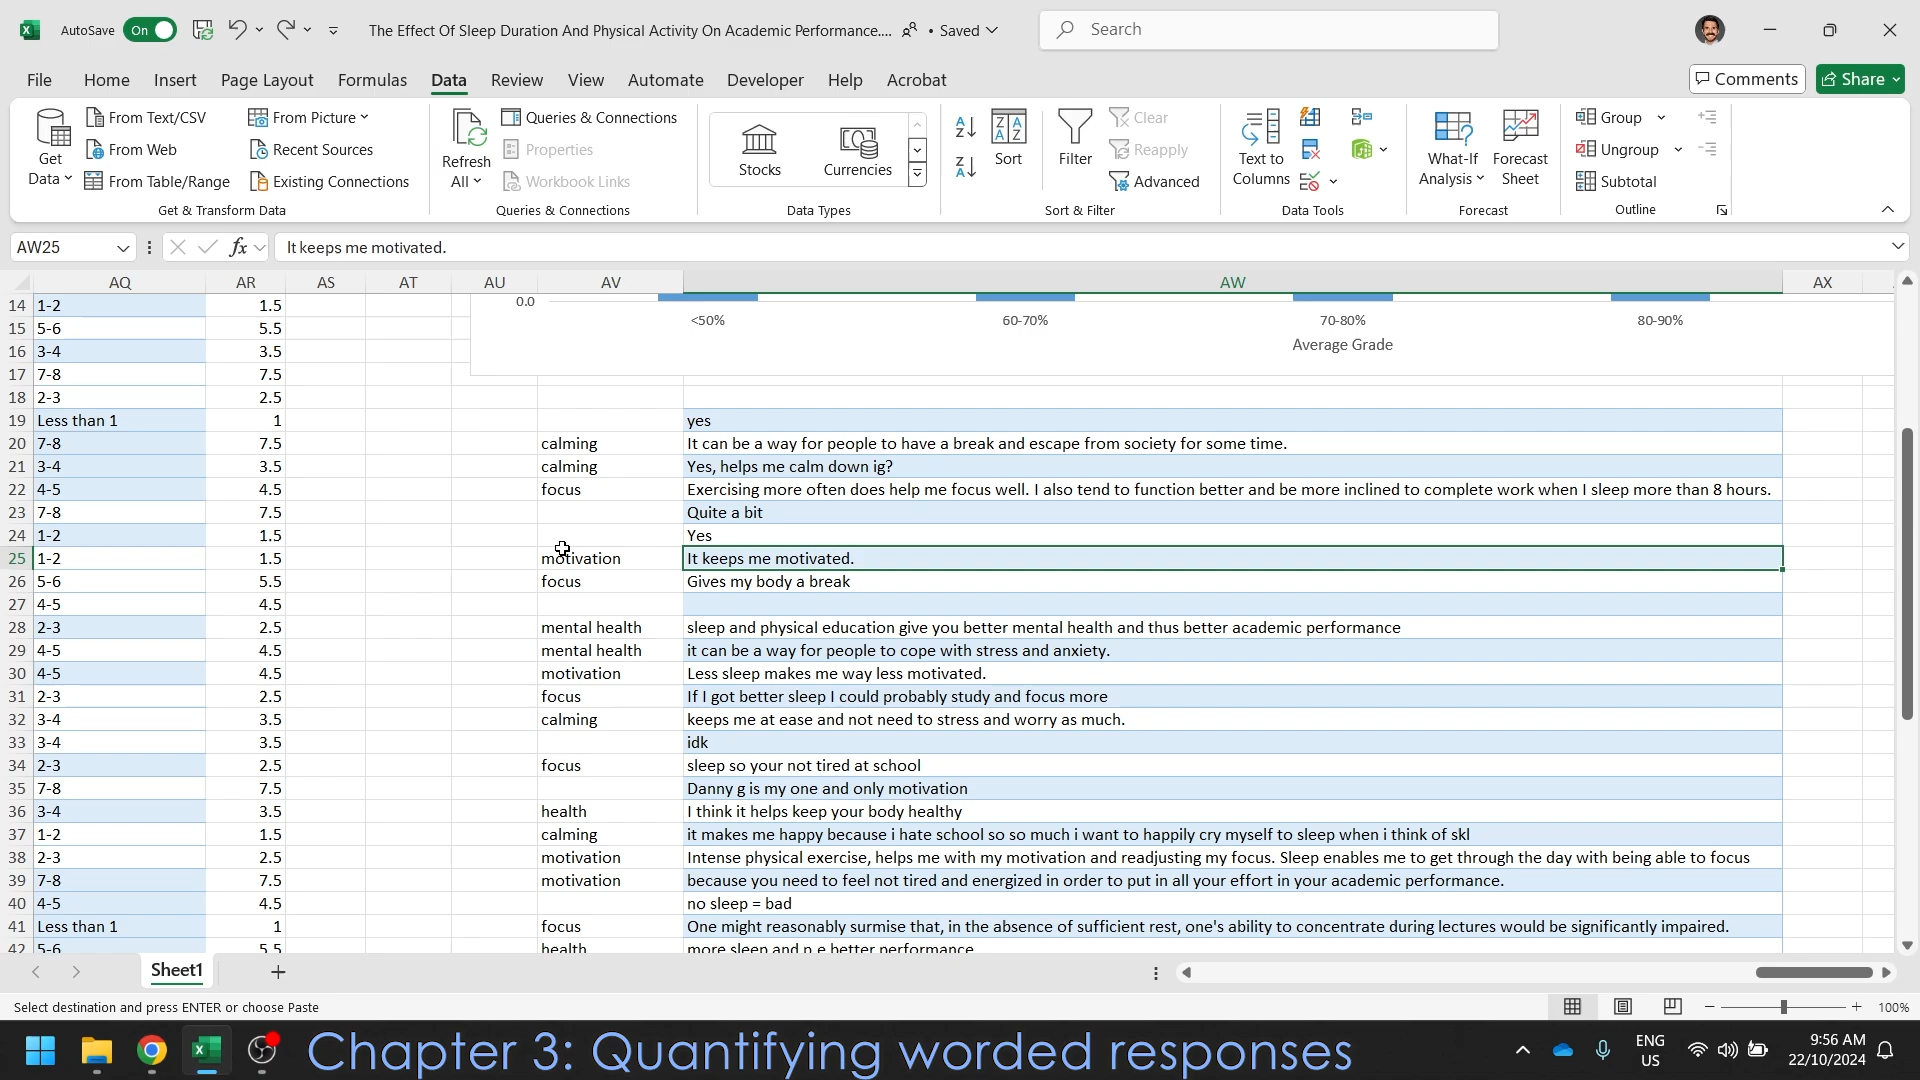 AutoSave On The Effect Of Sleep Duration And Physical Activity On Academic Performance.... • Saved Search
File Home Insert Page Layout Formulas Data Review View Automate Developer Help Acrobat Comments Share
Get Data From Text/CSV From Web From Table/Range From Picture Recent Sources Existing Connections Get & Transform Data
Refresh All Queries & Connections Properties Workbook Links Queries & Connections
Stocks Currencies Data Types
Sort Filter Clear Reapply Advanced Sort & Filter
Text to Columns Data Tools
What-If Analysis Forecast Sheet Forecast
Group Ungroup Subtotal Outline
AW25 fx It keeps me motivated.
AQ AR AS AT AU AV AW AX
14 1-2 1.5 0.0
15 5-6 5.5 <50% 60-70% 70-80% 80-90%
16 3-4 3.5 Average Grade
17 7-8 7.5
18 2-3 2.5
19 Less than 1 1 yes
20 7-8 7.5 calming It can be a way for people to have a break and escape from society for some time.
21 3-4 3.5 calming Yes, helps me calm down ig?
22 4-5 4.5 focus Exercising more often does help me focus well. I also tend to function better and be more inclined to complete work when I sleep more than 8 hours.
23 7-8 7.5 Quite a bit
24 1-2 1.5 Yes
25 1-2 1.5 motivation It keeps me motivated.
26 5-6 5.5 focus Gives my body a break
27 4-5 4.5
28 2-3 2.5 mental health sleep and physical education give you better mental health and thus better academic performance
29 4-5 4.5 mental health it can be a way for people to cope with stress and anxiety.
30 4-5 4.5 motivation Less sleep makes me way less motivated.
31 2-3 2.5 focus If I got better sleep I could probably study and focus more
32 3-4 3.5 calming keeps me at ease and not need to stress and worry as much.
33 3-4 3.5 idk
34 2-3 2.5 focus sleep so your not tired at school
35 7-8 7.5 Danny g is my one and only motivation
36 3-4 3.5 health I think it helps keep your body healthy
37 1-2 1.5 calming it makes me happy because i hate school so so much i want to happily cry myself to sleep when i think of skl
38 2-3 2.5 motivation Intense physical exercise, helps me with my motivation and readjusting my focus. Sleep enables me to get through the day with being able to focus
39 7-8 7.5 motivation because you need to feel not tired and energized in order to put in all your effort in your academic performance.
40 4-5 4.5 no sleep = bad
41 Less than 1 1 focus One might reasonably surmise that, in the absence of sufficient rest, one's ability to concentrate during lectures would be significantly impaired.
42 5-6 5.5 health more sleep and p.e better performance
Sheet1
Select destination and press ENTER or choose Paste 100%
Chapter 3: Quantifying worded responses
ENG US 9:56 AM 22/10/2024